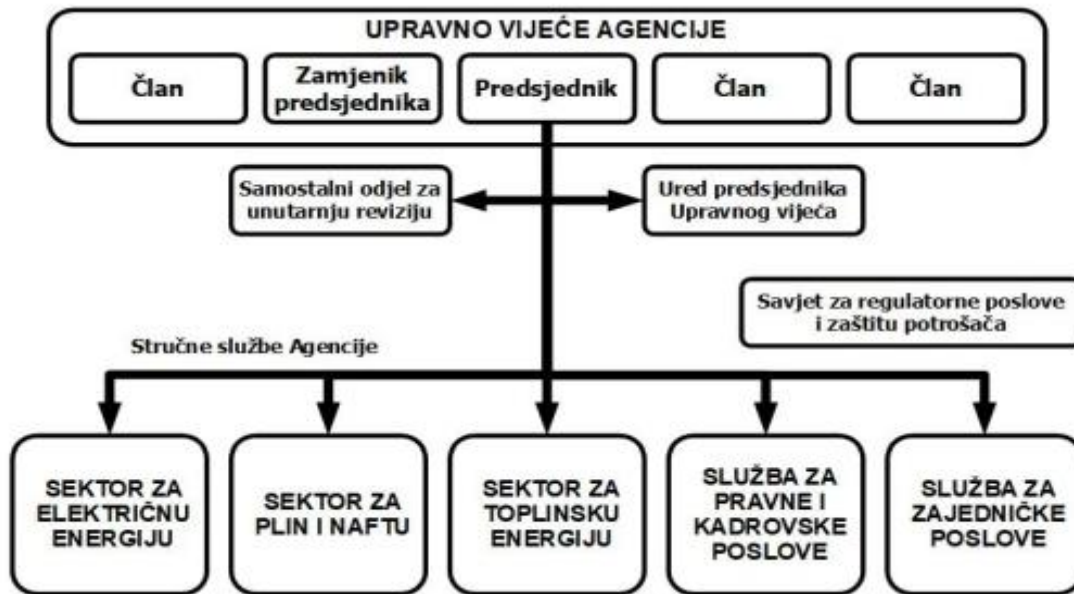 UPRAVNO VIJEĆE AGENCIJE
Član
Zamjenik
predsjednika
Predsjednik
Član
Član
Samostalni odjel za
unutarnju reviziju
Ured predsjednika
Upravnog vijeća
Savjet za regulatorne poslove
i zaštitu potrošača
Stručne službe Agencije
SEKTOR ZA
ELEKTRIČNU
ENERGIJU
SEKTOR ZA
PLIN I NAFTU
SEKTOR ZA
TOPLINSKU
ENERGIJU
SLUŽBA ZA
PRAVNE I
KADROVSKE
POSLOVE
SLUŽBA ZA
ZAJEDNIČKE
POSLOVE